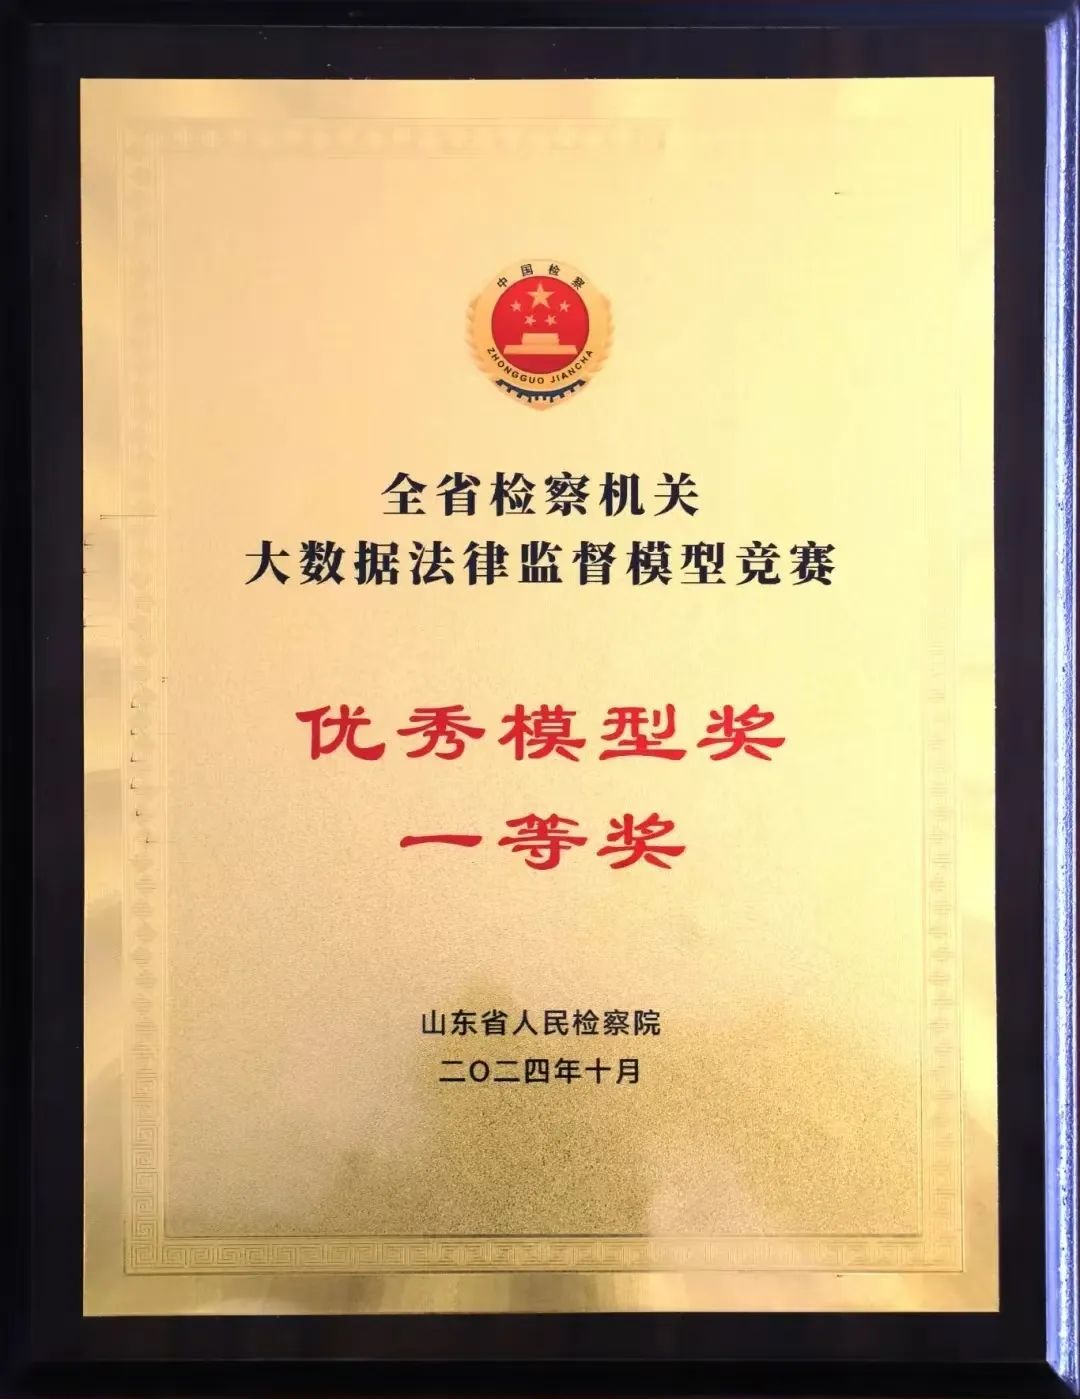 中国检察
ZHONGGUO JIANCHA
全省检察机关
大数据法律监督模型竞赛
优秀模型奖
一等奖
山东省人民检察院
二〇二四年十月